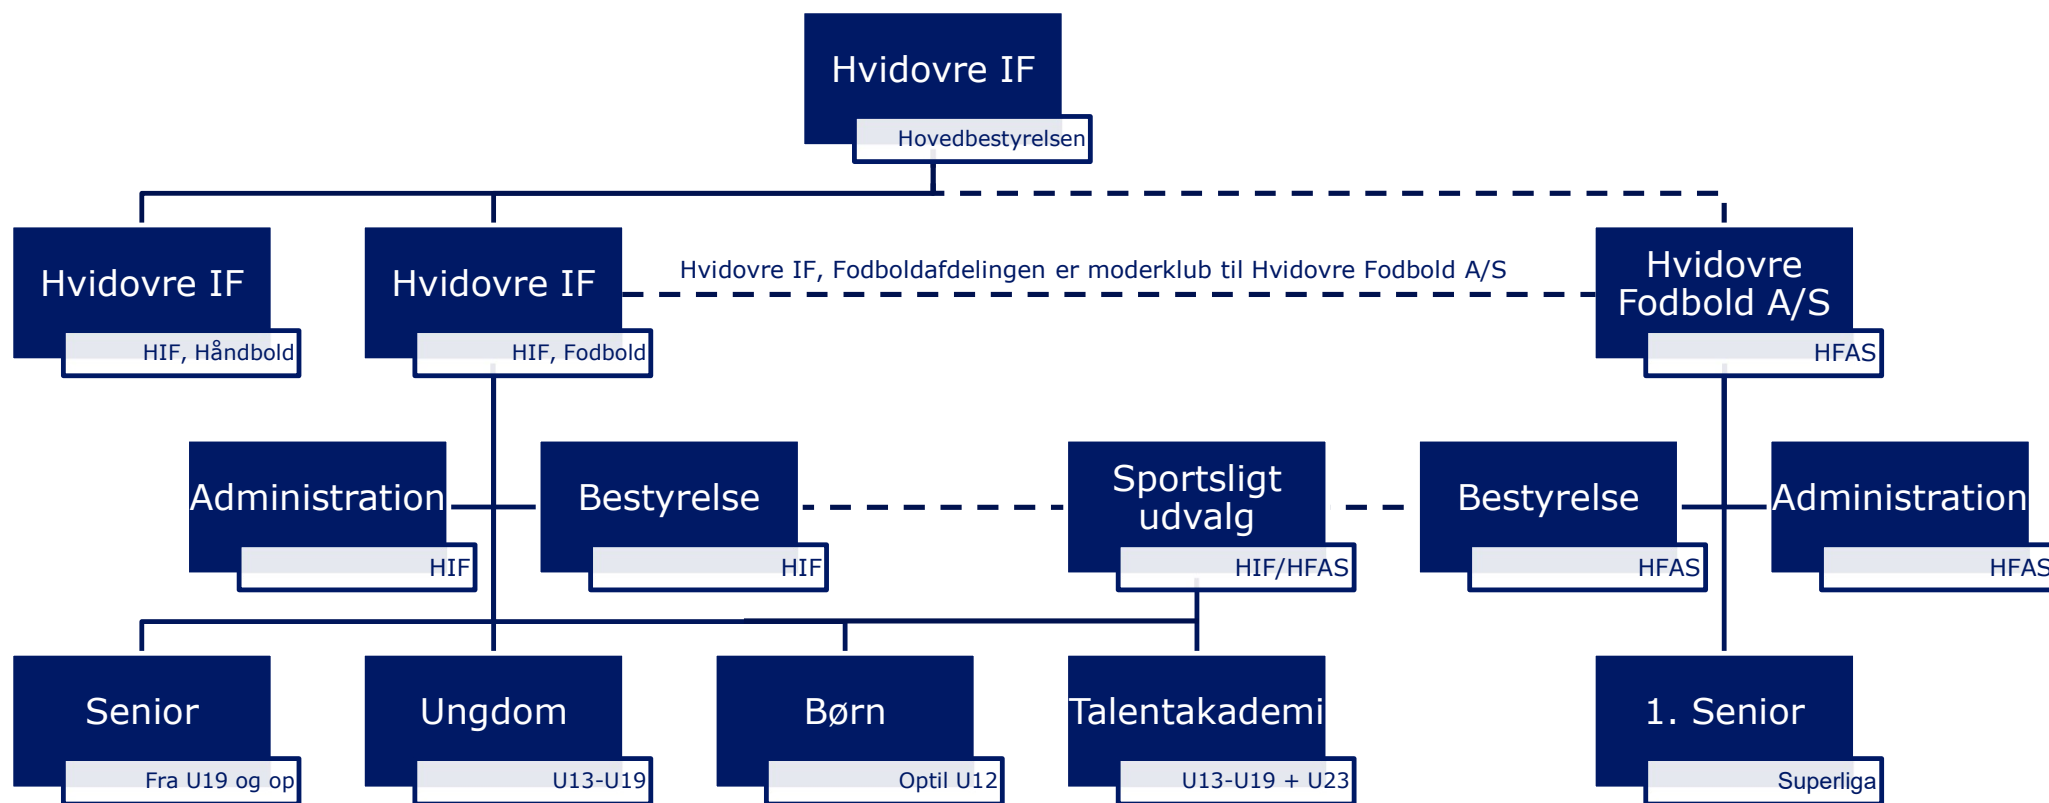 Hvidovre IF
Hovedbestyrelsen
Hvidovre IF
HIF, Håndbold
Hvidovre IF
HIF, Fodbold
Hvidovre IF, Fodboldafdelingen er moderklub til Hvidovre Fodbold A/S
Hvidovre
Fodbold A/S
HFAS
Administration
HIF
Bestyrelse
HIF
Sportsligt
udvalg
HIF/HFAS
Bestyrelse
HFAS
Administration
HFAS
Senior
Fra U19 og op
Ungdom
U13-U19
Børn
Optil U12
Talentakademi
U13-U19 + U23
1. Senior
Superliga